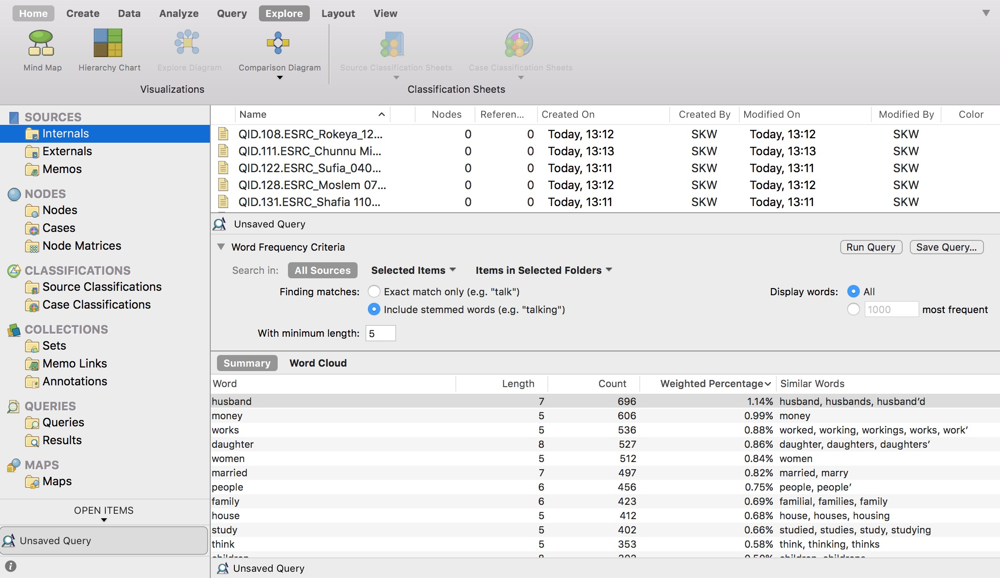 Home Create Data Analyze Query Explore Layout View
Mind Map Hierarchy Chart Explore Diagram Comparison Diagram Source Classification Sheets Case Classification Sheets
Visualizations Classification Sheets
SOURCES
Internals
Externals
Memos
NODES
Nodes
Cases
Node Matrices
CLASSIFICATIONS
Source Classifications
Case Classifications
COLLECTIONS
Sets
Memo Links
Annotations
QUERIES
Queries
Results
MAPS
Maps
OPEN ITEMS
Unsaved Query
Name Nodes Referen... Created On Created By Modified On Modified By Color
QID.108.ESRC_Rokeya_12... 0 0 Today, 13:12 SKW Today, 13:12 SKW
QID.111.ESRC_Chunnu Mi... 0 0 Today, 13:13 SKW Today, 13:13 SKW
QID.122.ESRC_Sufia_040... 0 0 Today, 13:11 SKW Today, 13:11 SKW
QID.128.ESRC_Moslem 07... 0 0 Today, 13:12 SKW Today, 13:12 SKW
QID.131.ESRC_Shafia 110... 0 0 Today, 13:11 SKW Today, 13:11 SKW
Unsaved Query
Word Frequency Criteria Run Query Save Query...
Search in: All Sources Selected Items Items in Selected Folders
Finding matches: Exact match only (e.g. "talk") Display words: All
Include stemmed words (e.g. "talking") 1000 most frequent
With minimum length: 5
Summary Word Cloud
Word Length Count Weighted Percentage Similar Words
husband 7 696 1.14% husband, husbands, husband’d
money 5 606 0.99% money
works 5 536 0.88% worked, working, workings, works, work’
daughter 8 527 0.86% daughter, daughters, daughters’
women 5 512 0.84% women
married 7 497 0.82% married, marry
people 6 456 0.75% people, people’
family 6 423 0.69% familial, families, family
house 5 412 0.68% house, houses, housing
study 5 402 0.66% studied, studies, study, studying
think 5 353 0.58% think, thinking, thinks
Unsaved Query